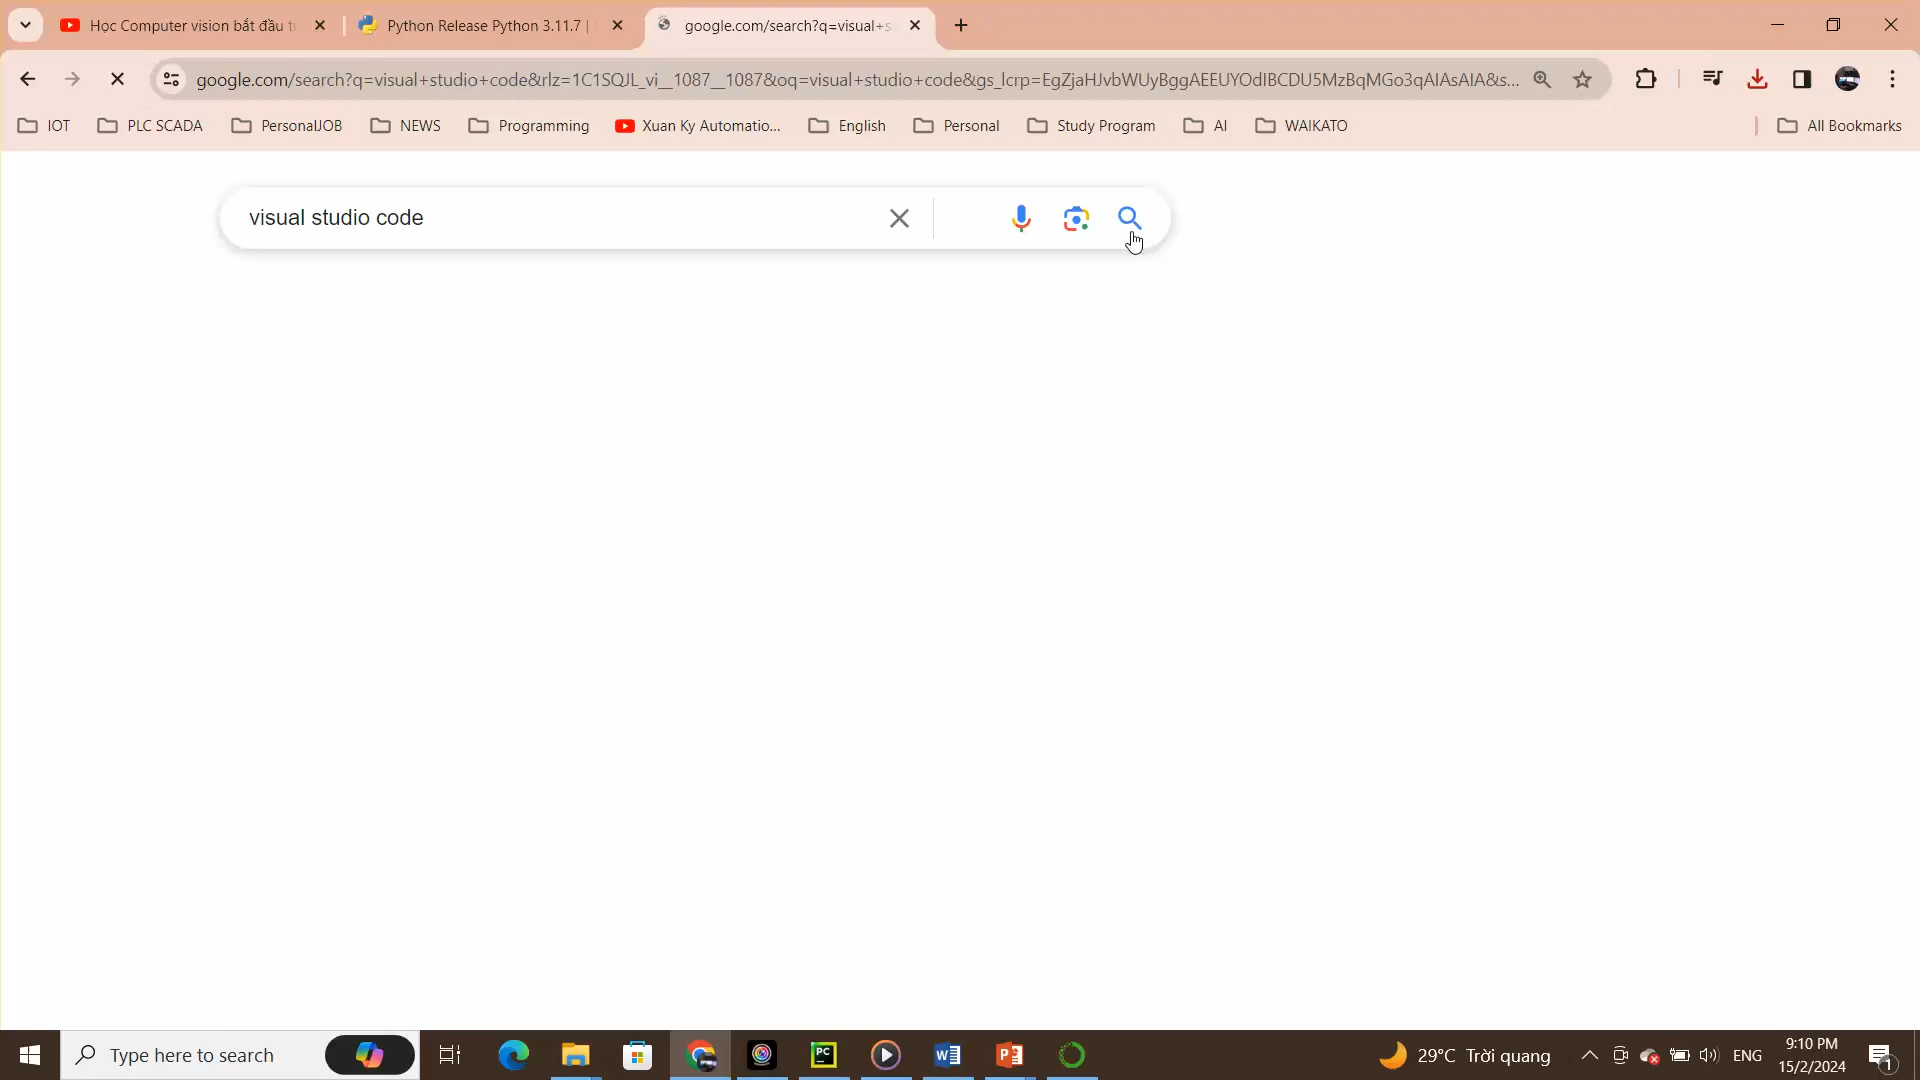 Học Computer vision bắt đầu t
Python Release Python 3.11.7 |
google.com/search?q=visual+s
google.com/search?q=visual+studio+code&rlz=1C1SQJL_vi__1087__1087&oq=visual+studio+code&gs_lcrp=EgZjaHJvbWUyBggAEEUYOdIBCDU5MzBqMGo3qAIAsAIA&s...
IOT
PLC SCADA
PersonalJOB
NEWS
Programming
Xuan Ky Automatio...
English
Personal
Study Program
AI
WAIKATO
All Bookmarks
visual studio code
Type here to search
PC
29°C Trời quang
ENG
9:10 PM
15/2/2024
1